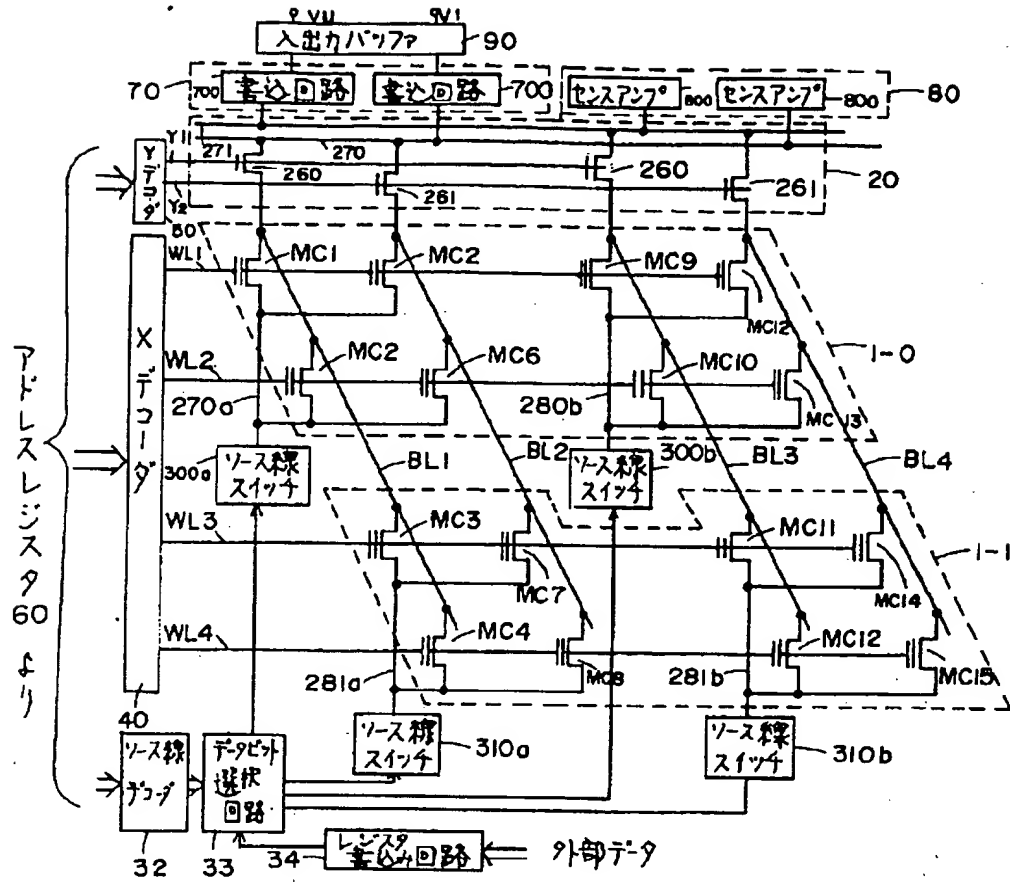 VU VI
入出力バッファ 90
70 700 書込回路 書込回路 700 センスアンプ 800 センスアンプ 800 80
Yデコーダ Y1 271 270 260 260 20
Y2 261 261
50
WL1 MC1 MC2 MC9 MC12
アドレスレジスタ60より
Xデコーダ
WL2 MC2 MC6 MC10 MC13 1-0
270a 280b
300a ソース線スイッチ BL1 BL2 ソース線スイッチ 300b BL3 BL4
WL3 MC3 MC7 MC11 MC14 1-1
WL4 MC4 MC8 MC12 MC15
281a 281b
40
ソース線スイッチ 310a ソース線スイッチ 310b
ソース線デコーダ データビット選択回路
32 33 34 レジスタ書込み回路 外部データ